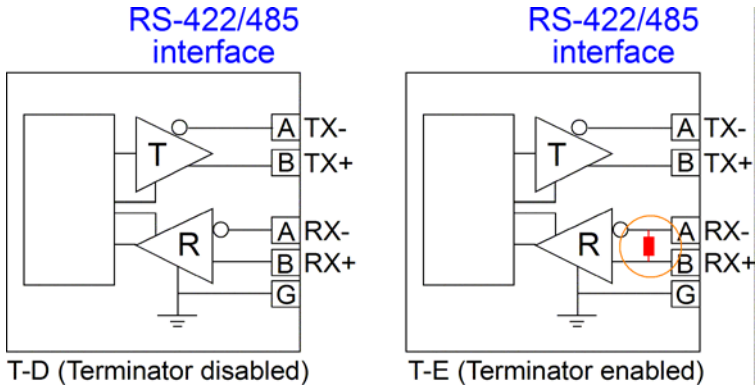 RS-422/485
interface
T
A TX-
B TX+
R
A RX-
B RX+
G
T-D (Terminator disabled)
RS-422/485
interface
T
A TX-
B TX+
R
A RX-
B RX+
G
T-E (Terminator enabled)